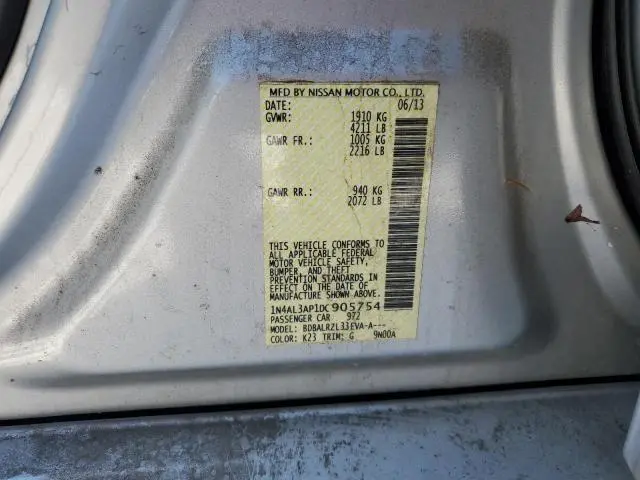 MFD BY NISSAN MOTOR CO., LTD.
DATE: 06/13
GVWR: 1910 KG
4211 LB
GAWR FR.: 1005 KG
2216 LB
GAWR RR.: 940 KG
2072 LB
THIS VEHICLE CONFORMS TO
ALL APPLICABLE FEDERAL
MOTOR VEHICLE SAFETY,
BUMPER, AND THEFT
PREVENTION STANDARDS IN
EFFECT ON THE DATE OF
MANUFACTURE SHOWN ABOVE.
1N4AL3AP1DC905754
PASSENGER CAR 972
MODEL: BDBALRZL33EVA-A---
COLOR: K23 TRIM: G 9N00A